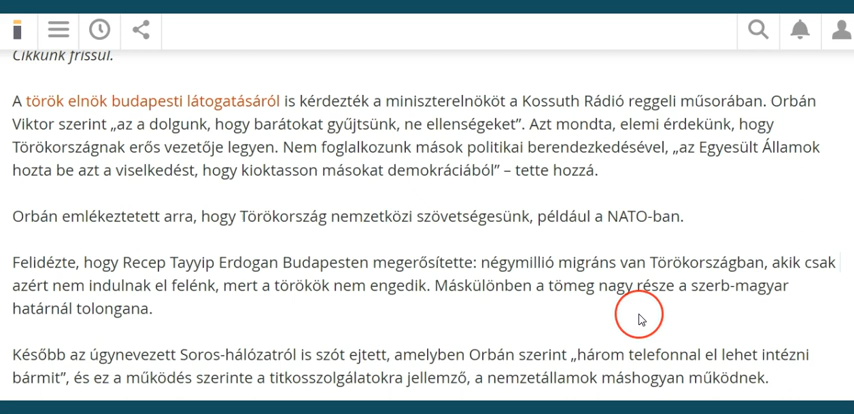 Cikkünk frissül.
A török elnök budapesti látogatásáról is kérdezték a miniszterelnököt a Kossuth Rádió reggeli műsorában. Orbán
Viktor szerint „az a dolgunk, hogy barátokat gyűjtsünk, ne ellenségeket”. Azt mondta, elemi érdekünk, hogy
Törökországnak erős vezetője legyen. Nem foglalkozunk mások politikai berendezkedésével, „az Egyesült Államok
hozta be azt a viselkedést, hogy kioktasson másokat demokráciából” – tette hozzá.
Orbán emlékeztetett arra, hogy Törökország nemzetközi szövetségesünk, például a NATO-ban.
Felidézte, hogy Recep Tayyip Erdogan Budapesten megerősítette: négymillió migráns van Törökországban, akik csak
azért nem indulnak el felénk, mert a törökök nem engedik. Máskülönben a tömeg nagy része a szerb-magyar
határnál tolongana.
Később az úgynevezett Soros-hálózatról is szót ejtett, amelyben Orbán szerint „három telefonnal el lehet intézni
bármit”, és ez a működés szerinte a titkosszolgálatokra jellemző, a nemzetállamok máshogyan működnek.